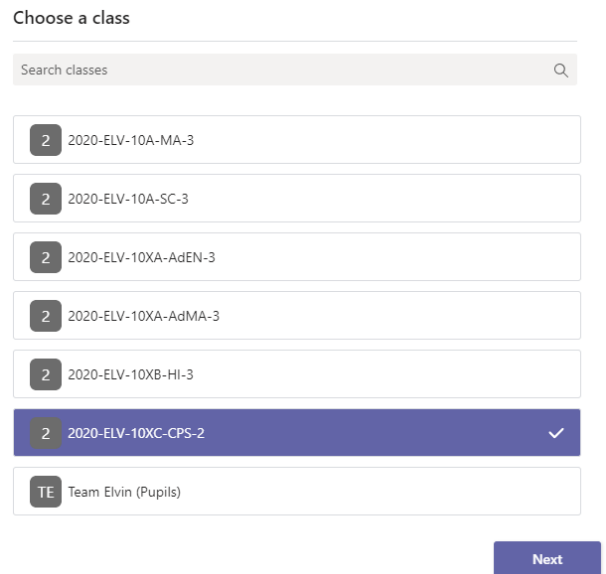 Choose a class
Search classes
2 2020-ELV-10A-MA-3
2 2020-ELV-10A-SC-3
2 2020-ELV-10XA-AdEN-3
2 2020-ELV-10XA-AdMA-3
2 2020-ELV-10XB-HI-3
2 2020-ELV-10XC-CPS-2
TE Team Elvin (Pupils)
Next